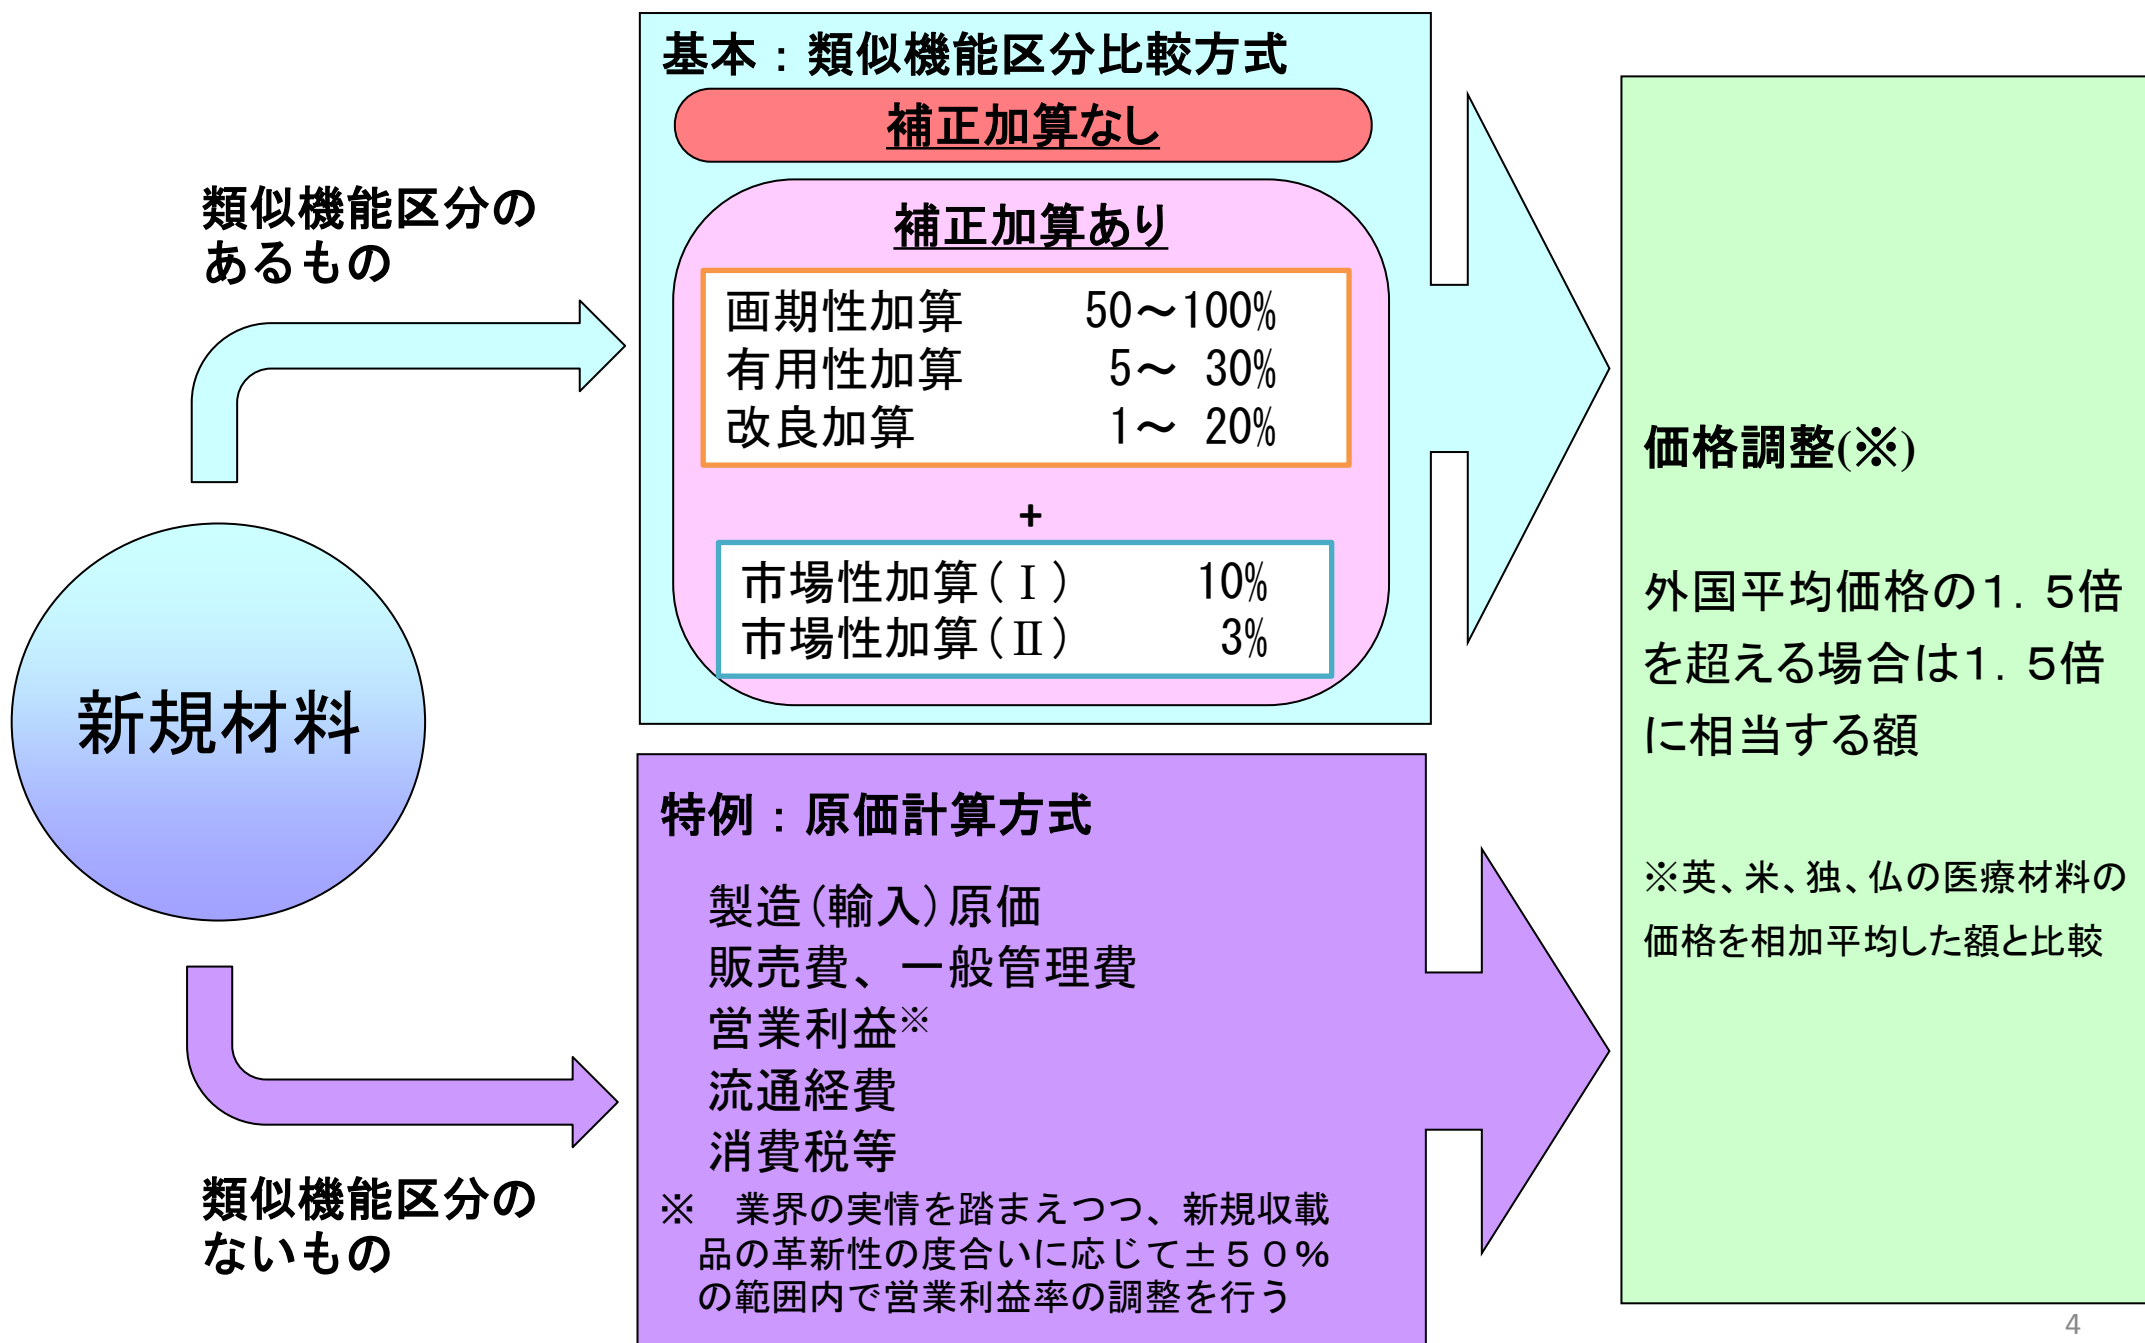 基本：類似機能区分比較方式
補正加算なし
補正加算あり
画期性加算　50～100%
有用性加算　5～ 30%
改良加算　1～ 20%
+
市場性加算(Ⅰ)　10%
市場性加算(Ⅱ)　3%
類似機能区分の
あるもの
新規材料
類似機能区分の
ないもの
特例：原価計算方式
製造(輸入)原価
販売費、一般管理費
営業利益※
流通経費
消費税等
※　業界の実情を踏まえつつ、新規収載
品の革新性の度合いに応じて±５０%
の範囲内で営業利益率の調整を行う
価格調整(※)
外国平均価格の１．５倍
を超える場合は１．５倍
に相当する額
※英、米、独、仏の医療材料の
価格を相加平均した額と比較
4